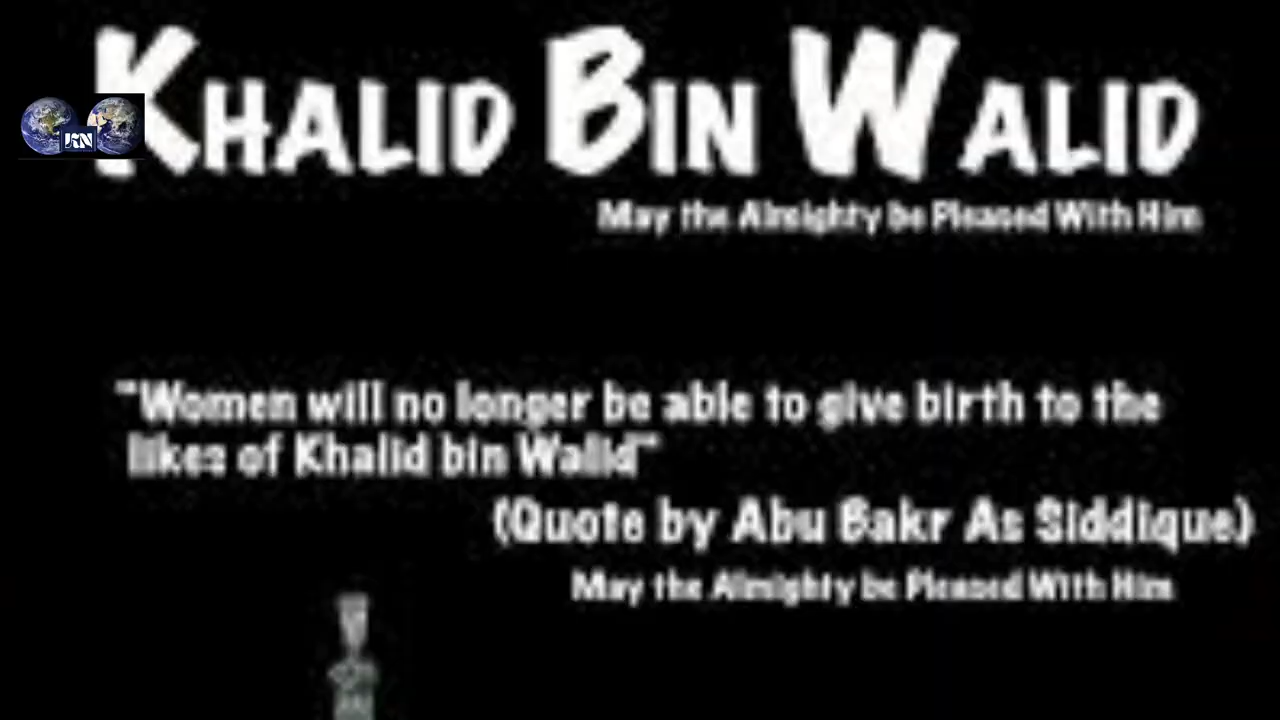 KHALID BIN WALID
May the Almighty be Pleased With Him
"Women will no longer be able to give birth to the
likes of Khalid bin Walid"
(Quote by Abu Bakr As Siddique)
May the Almighty be Pleased With Him